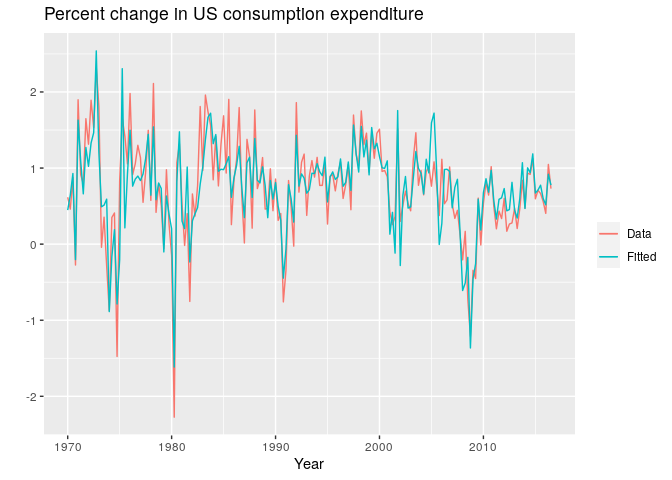 Percent change in US consumption expenditure
2
1
0
-1
-2
1970 1980 1990 2000 2010
Year
Data
Fitted